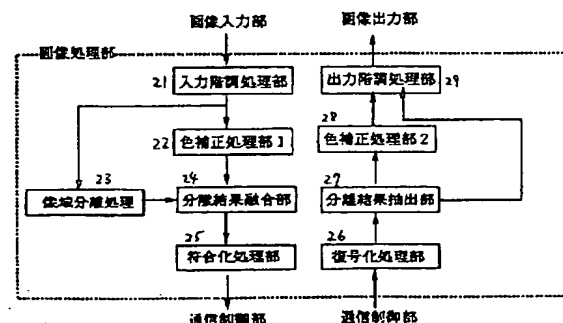 画像入力部
画像出力部
画像処理部
21
入力階調処理部
出力階調処理部
29
22
色補正処理部1
28
色補正処理部2
23
像域分離処理
24
分離結果融合部
27
分離結果抽出部
25
符合化処理部
26
復号化処理部
通信制御部
通信制御部